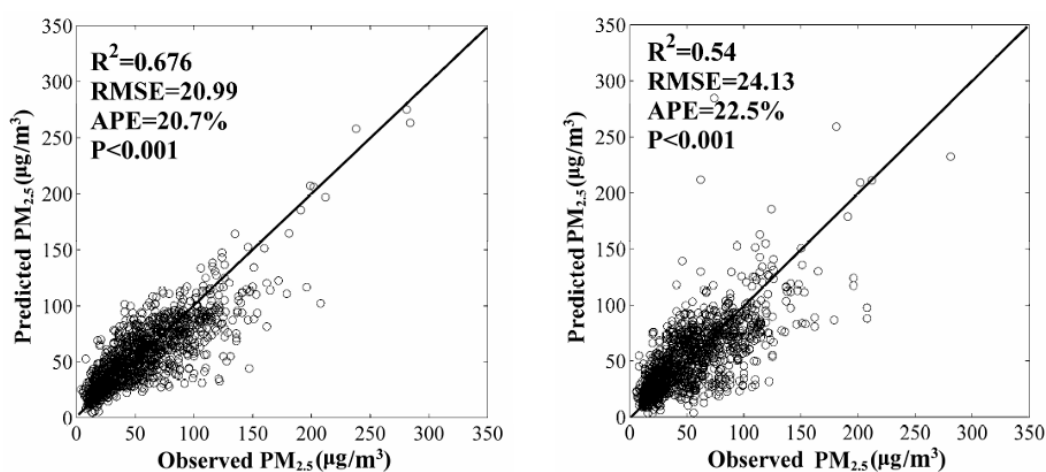 350
300
250
200
150
100
50
0
Predicted PM2.5(μg/m³)
R²=0.676
RMSE=20.99
APE=20.7%
P<0.001
0 50 100 150 200 250 300 350
Observed PM2.5(μg/m³)
350
300
250
200
150
100
50
0
Predicted PM2.5(μg/m³)
R²=0.54
RMSE=24.13
APE=22.5%
P<0.001
0 50 100 150 200 250 300 350
Observed PM2.5(μg/m³)